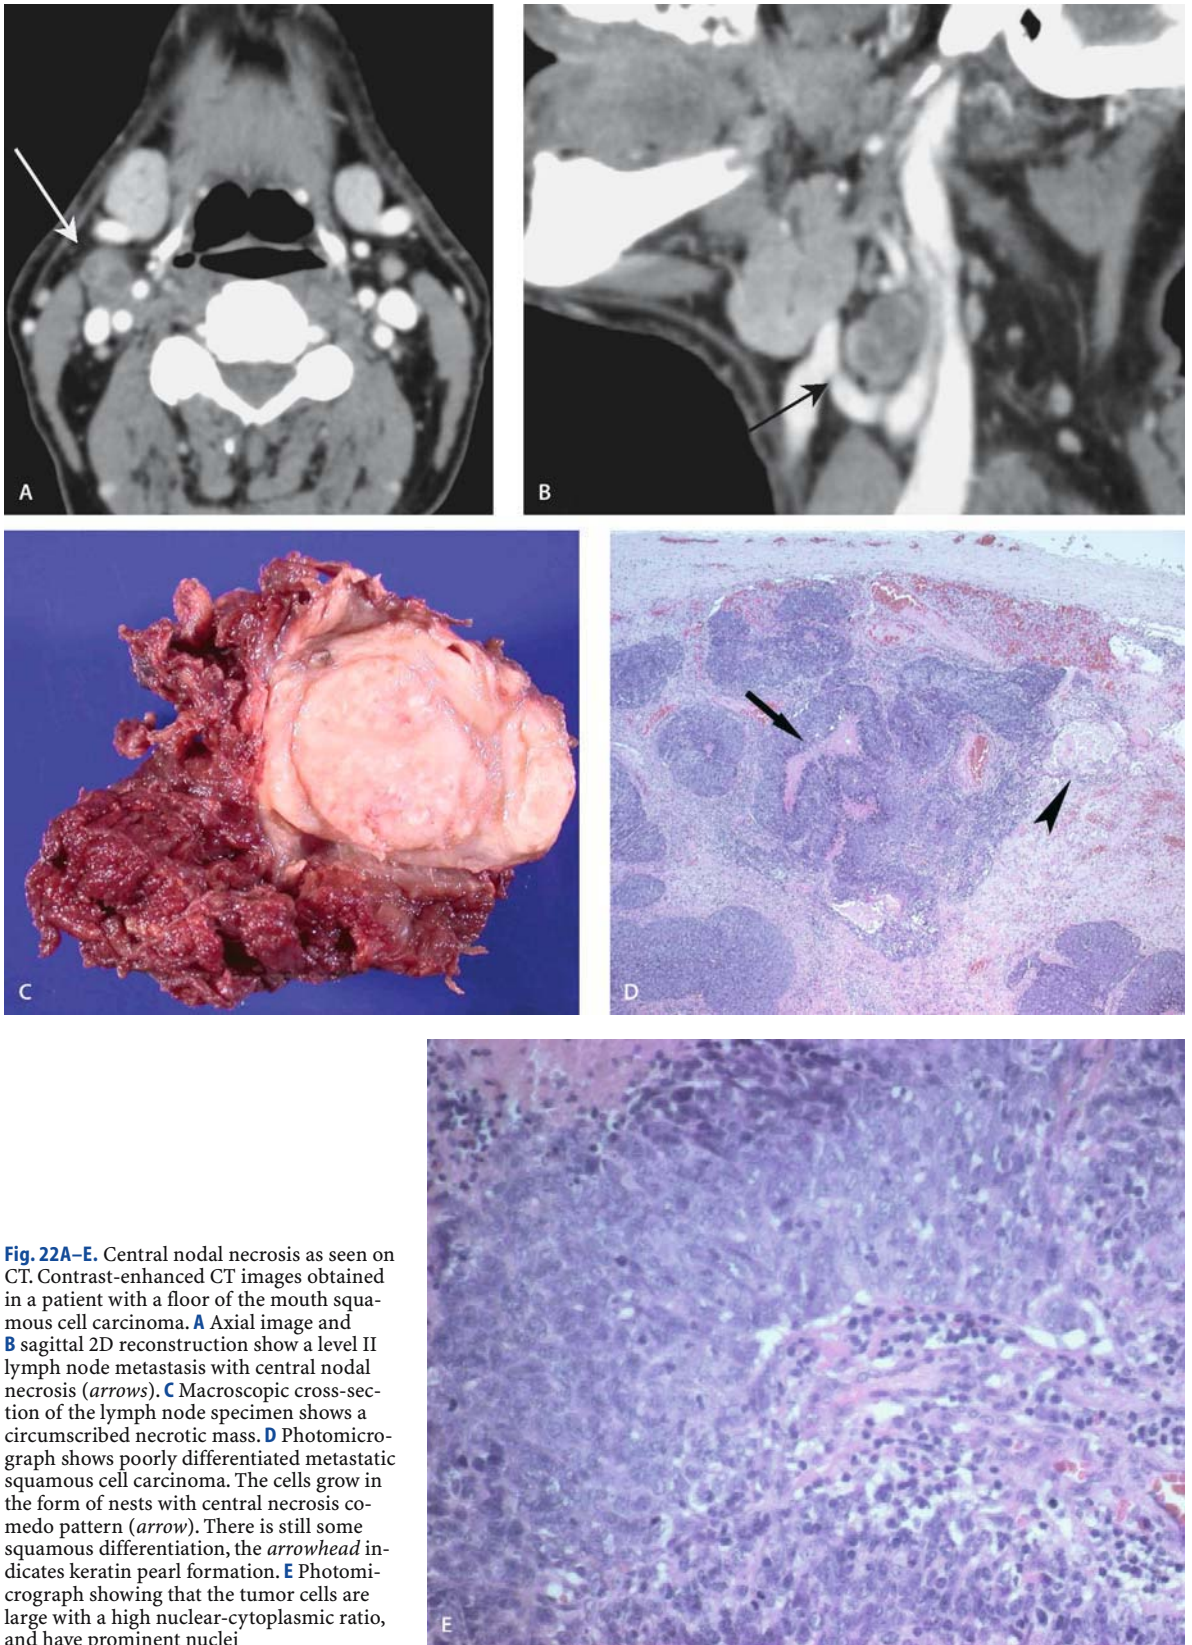 A
B
C
D
Fig. 22A–E. Central nodal necrosis as seen on
CT. Contrast-enhanced CT images obtained
in a patient with a floor of the mouth squa-
mous cell carcinoma. A Axial image and
B sagittal 2D reconstruction show a level II
lymph node metastasis with central nodal
necrosis (arrows). C Macroscopic cross-sec-
tion of the lymph node specimen shows a
circumscribed necrotic mass. D Photomicro-
graph shows poorly differentiated metastatic
squamous cell carcinoma. The cells grow in
the form of nests with central necrosis co-
medo pattern (arrow). There is still some
squamous differentiation, the arrowhead in-
dicates keratin pearl formation. E Photomi-
crograph showing that the tumor cells are
large with a high nuclear-cytoplasmic ratio,
and have prominent nuclei
E